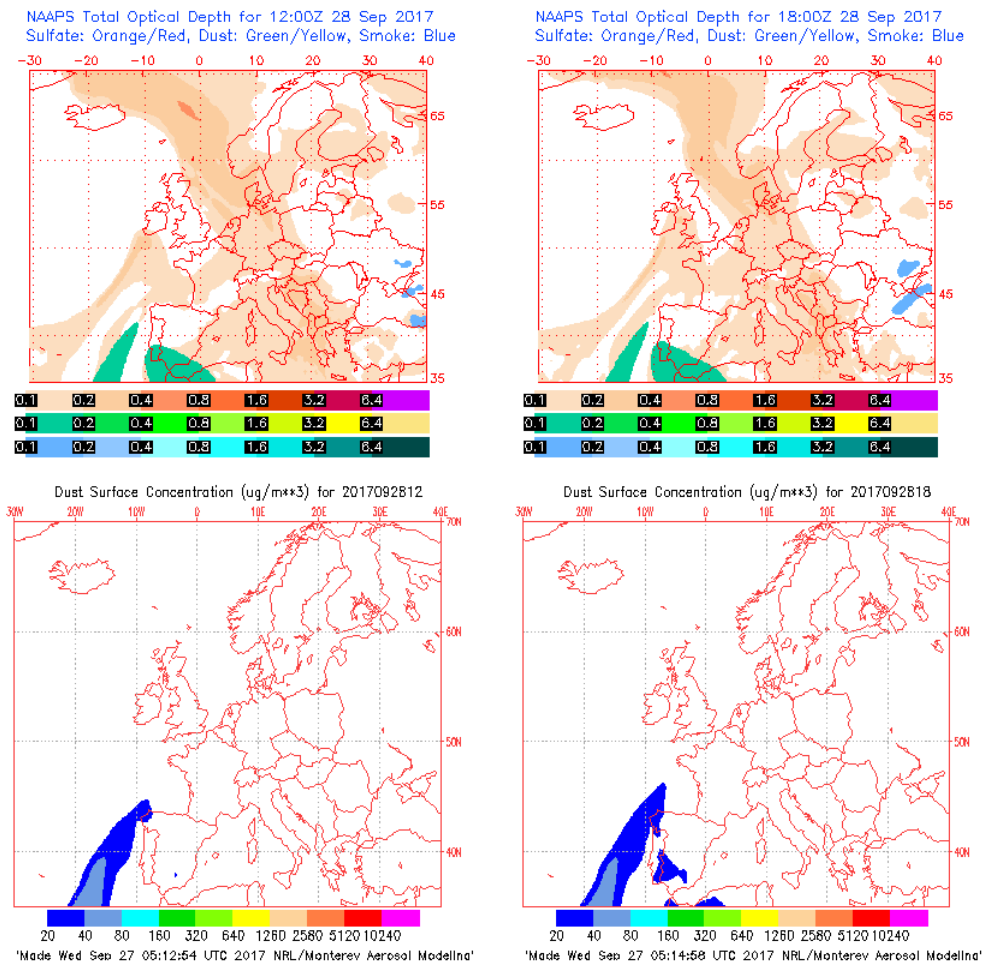 NAAPS Total Optical Depth for 12:00Z 28 Sep 2017
Sulfate: Orange/Red, Dust: Green/Yellow, Smoke: Blue
-30 -20 -10 0 10 20 30 40
65
55
45
35
0.1 0.2 0.4 0.8 1.6 3.2 6.4
0.1 0.2 0.4 0.8 1.6 3.2 6.4
0.1 0.2 0.4 0.8 1.6 3.2 6.4
NAAPS Total Optical Depth for 18:00Z 28 Sep 2017
Sulfate: Orange/Red, Dust: Green/Yellow, Smoke: Blue
-30 -20 -10 0 10 20 30 40
65
55
45
35
0.1 0.2 0.4 0.8 1.6 3.2 6.4
0.1 0.2 0.4 0.8 1.6 3.2 6.4
0.1 0.2 0.4 0.8 1.6 3.2 6.4
Dust Surface Concentration (ug/m**3) for 2017092812
30W 20W 10W 0 10E 20E 30E 40E
70N
60N
50N
40N
20 40 80 160 320 640 1260 2580 5120 10240
'Made Wed Sep 27 05:12:54 UTC 2017 NRL/Monterey Aerosol Modelling'
Dust Surface Concentration (ug/m**3) for 2017092818
30W 20W 10W 0 10E 20E 30E 40E
70N
60N
50N
40N
20 40 80 160 320 640 1260 2580 5120 10240
'Made Wed Sep 27 05:14:58 UTC 2017 NRL/Monterey Aerosol Modelling'